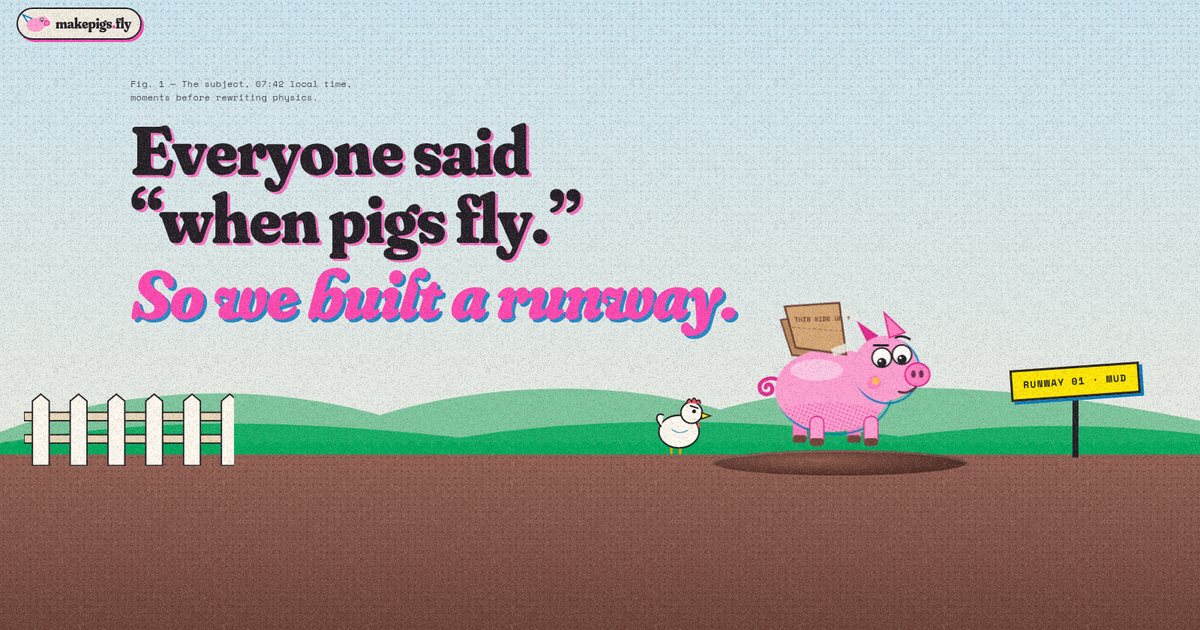 makepigs.fly
Fig. 1 — The subject, 07:42 local time,
moments before rewriting physics.
Everyone said
“when pigs fly.”
So we built a runway.
THIS SIDE UP ↑
RUNWAY 01 · MUD